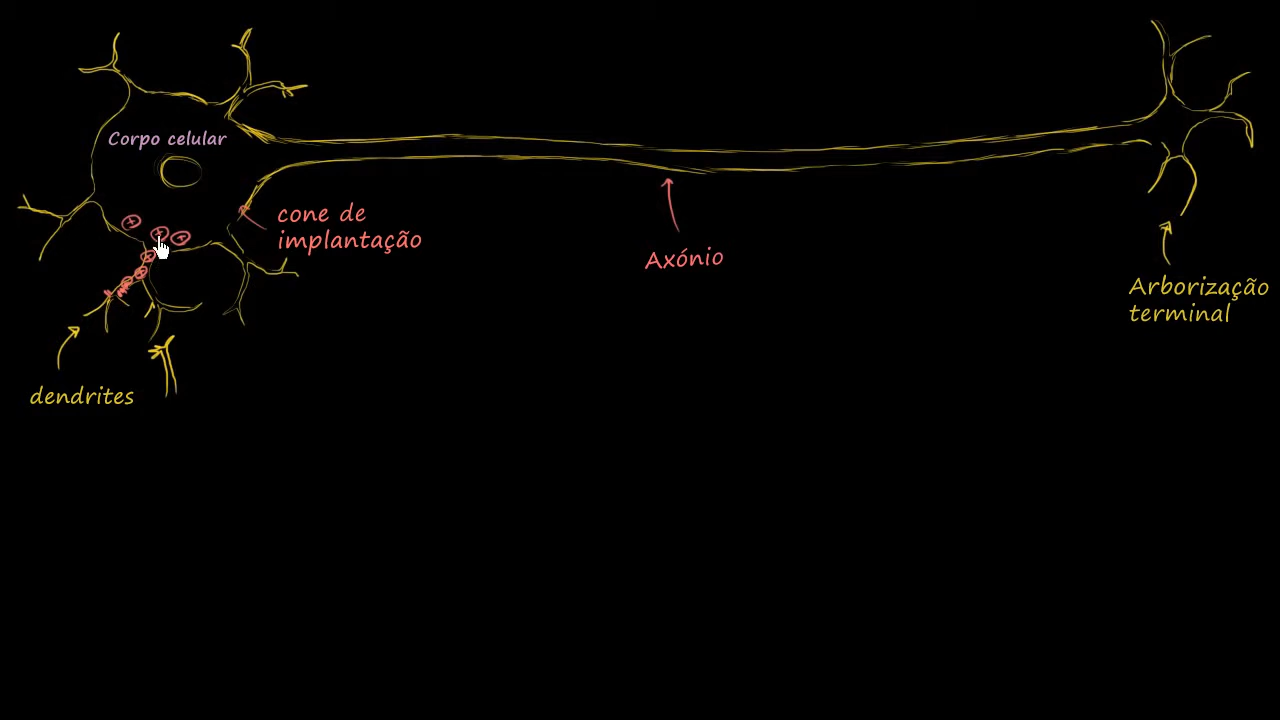 Corpo celular
cone de
implantação
Axónio
Arborização
terminal
dendrites